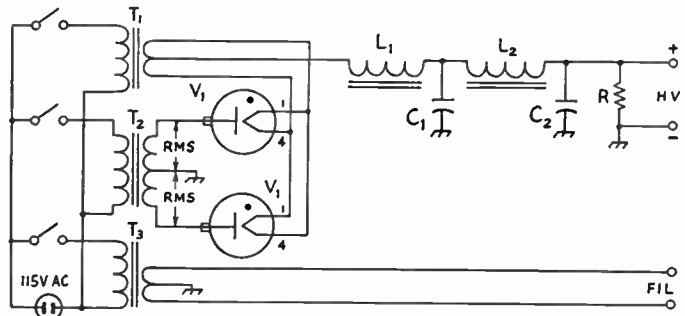 T1
L1
L2
+
V1
1
R
HV
C1
C2
T2
4
–
RMS
RMS
V1
1
T3
4
115V AC
FIL